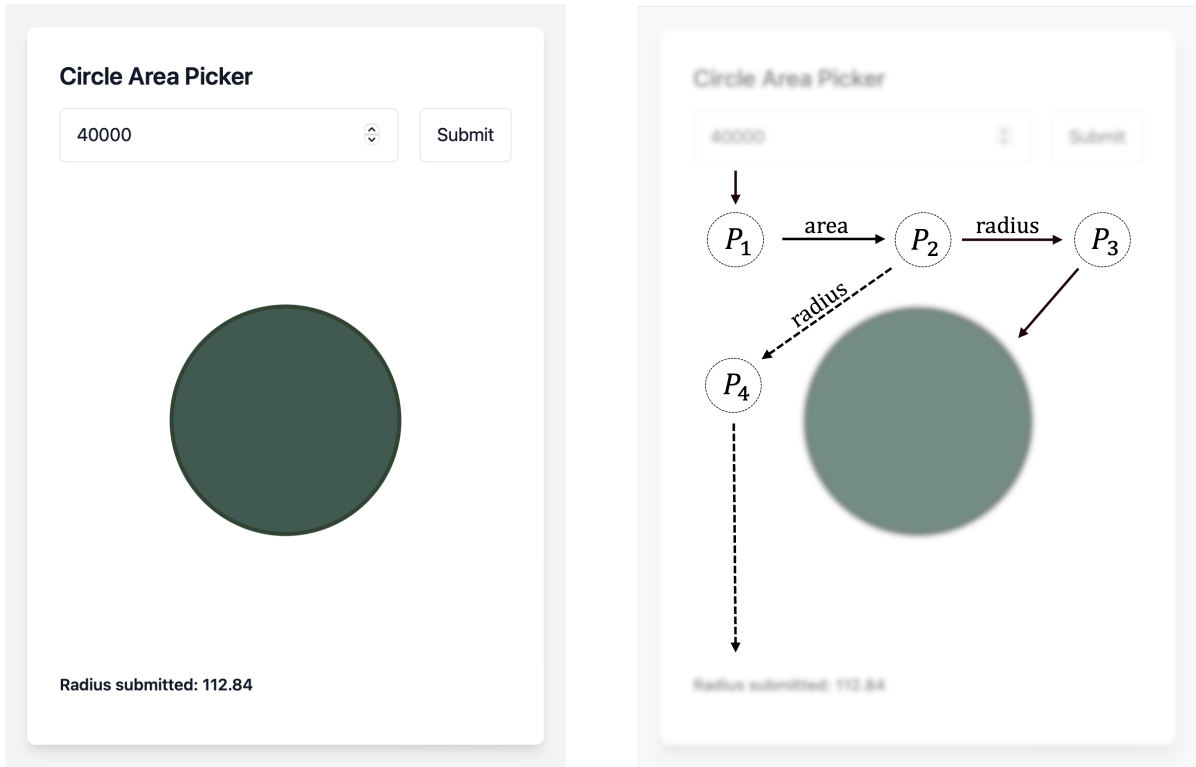 Circle Area Picker
40000
Submit
Radius submitted: 112.84
Circle Area Picker
40000
Submit
P1
area
P2
radius
P3
radius
P4
Radius submitted: 112.84